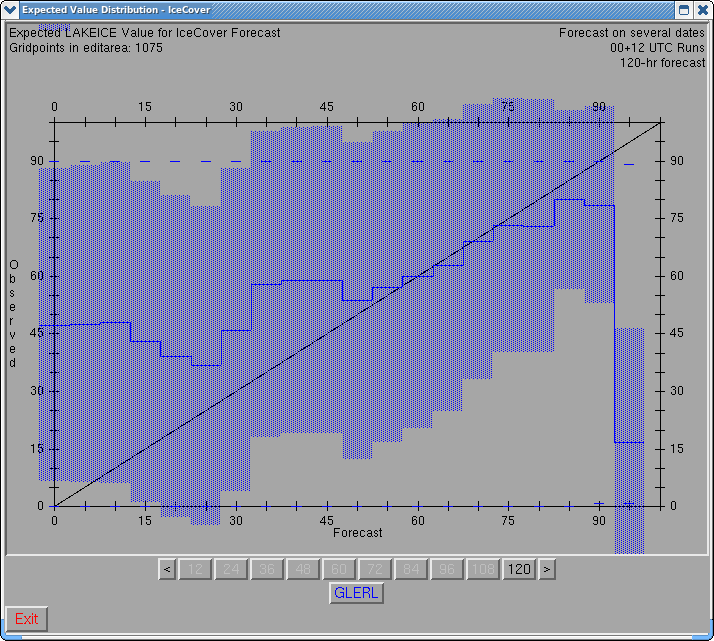 Expected Value Distribution - IceCover
Expected LAKEICE Value for IceCover Forecast
Forecast on several dates
Gridpoints in editarea: 1075
00+12 UTC Runs
120-hr forecast
0 15 30 45 60 75 90
90 90
75 75
60 60
Observed
45 45
30 30
15 15
0 0
0 15 30 45 60 75 90
Forecast
< 12 24 36 48 60 72 84 96 108 120 >
GLERL
Exit